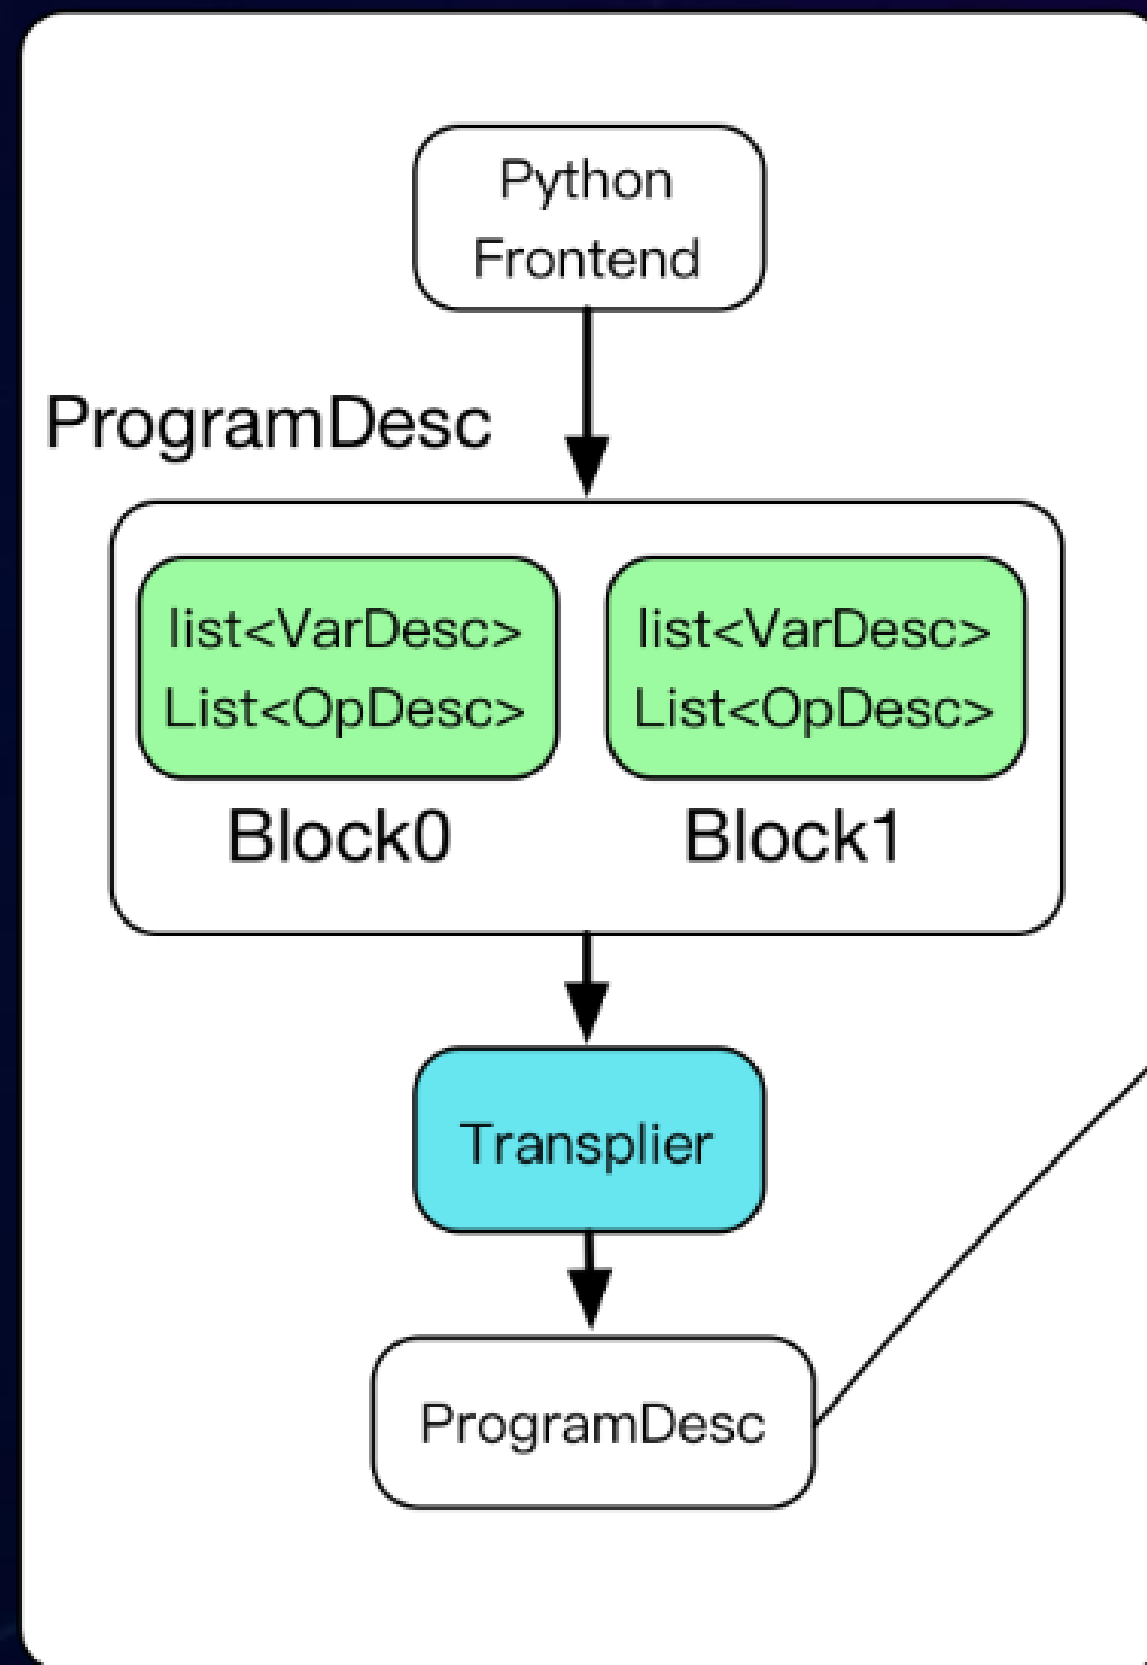 Python
Frontend
ProgramDesc
list<VarDesc>
List<OpDesc>
Block0
list<VarDesc>
List<OpDesc>
Block1
Transplier
ProgramDesc